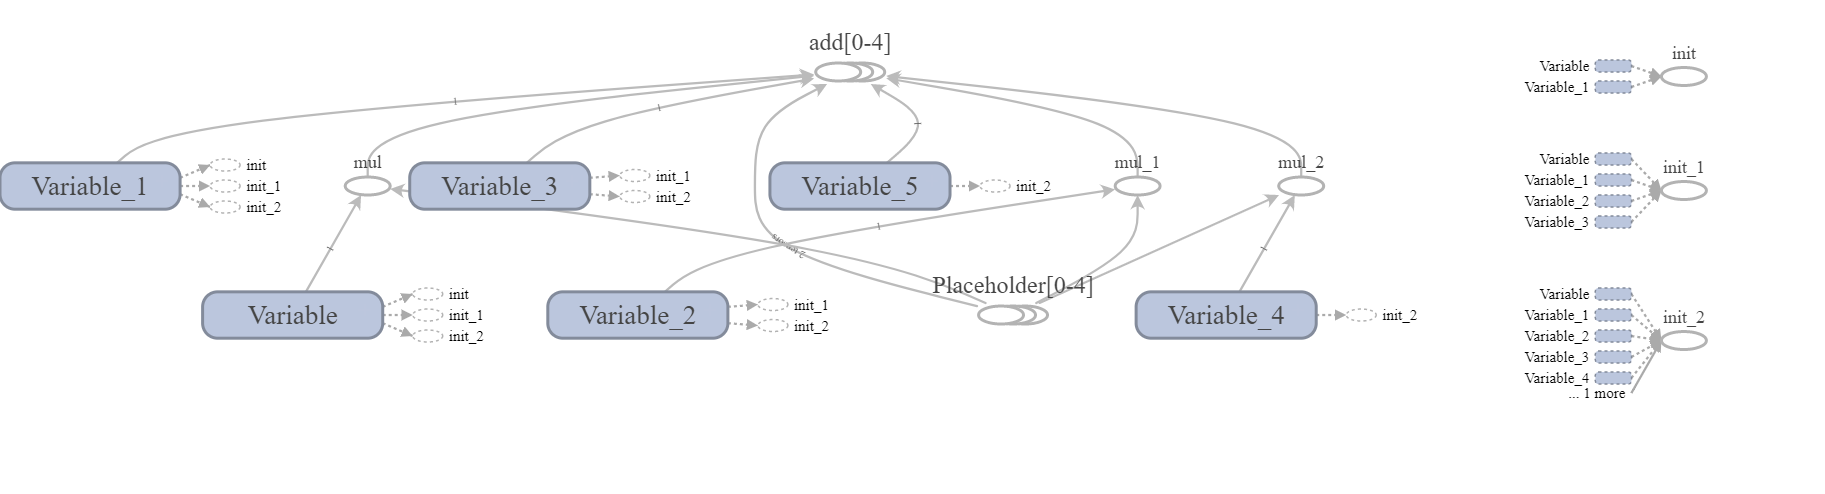 add[0-4]
init
Variable
Variable_1
Variable_1
init
init_1
init_2
mul
Variable_3
init_1
init_2
Variable_5
init_2
mul_1
mul_2
Variable
Variable_1
Variable_2
Variable_3
init_1
Variable
init
init_1
init_2
Variable_2
init_1
init_2
Placeholder[0-4]
Variable_4
init_2
Variable
Variable_1
Variable_2
Variable_3
Variable_4
... 1 more
init_2